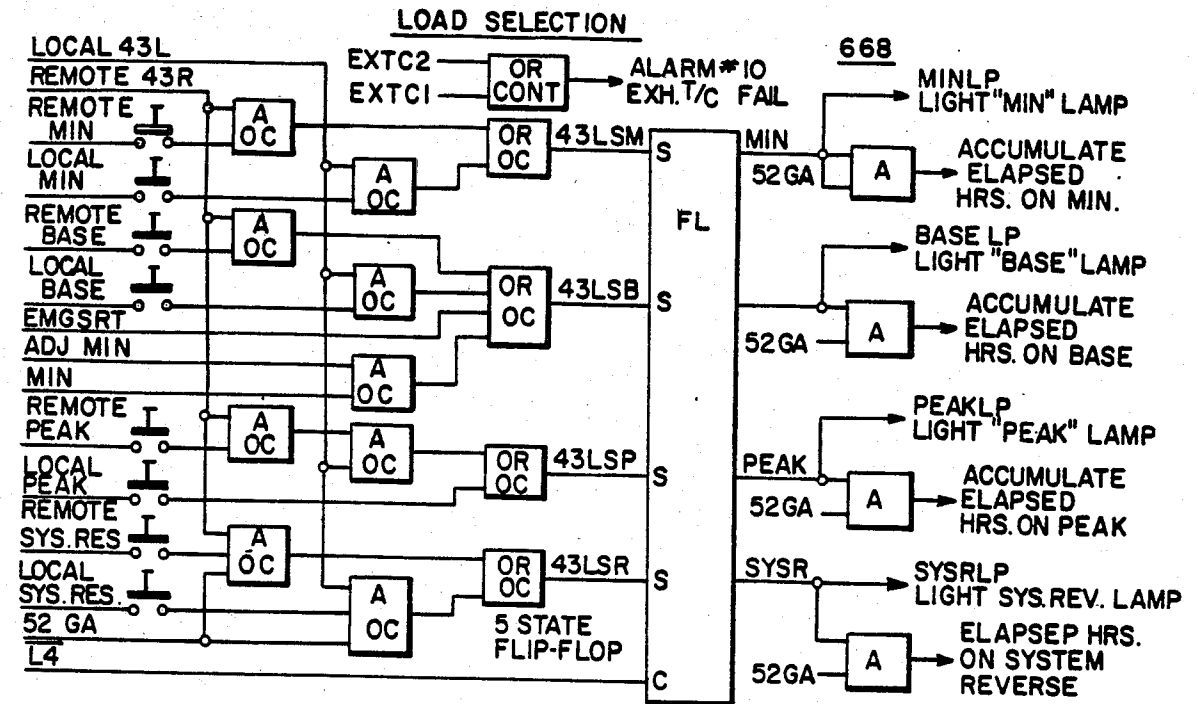 LOAD SELECTION
LOCAL 43L
REMOTE 43R
REMOTE
MIN
LOCAL
MIN
REMOTE
BASE
LOCAL
BASE
EMGSRT
ADJ MIN
MIN
REMOTE
PEAK
LOCAL
PEAK
REMOTE
SYS.RES
LOCAL
SYS.RES.
52 GA
L4
A
OC
A
OC
A
OC
A
OC
A
OC
A
OC
A
OC
A
OC
A
OC
EXTC2
EXTC1
OR
CONT
ALARM#10
EXH.T/C FAIL
OR
OC
43LSM
OR
OC
43LSB
OR
OC
43LSP
OR
OC
43LSR
5 STATE
FLIP-FLOP
S
S
S
S
C
FL
668
MIN
52GA
A
MINLP
LIGHT "MIN" LAMP
ACCUMULATE
ELAPSED
HRS. ON MIN.
52GA
A
BASE LP
LIGHT "BASE" LAMP
ACCUMULATE
ELAPSED
HRS. ON BASE
PEAK
52GA
A
PEAKLP
LIGHT "PEAK" LAMP
ACCUMULATE
ELAPSED
HRS. ON PEAK
SYSR
52GA
A
SYSRLP
LIGHT SYS.REV. LAMP
ELAPSEP HRS.
ON SYSTEM
REVERSE